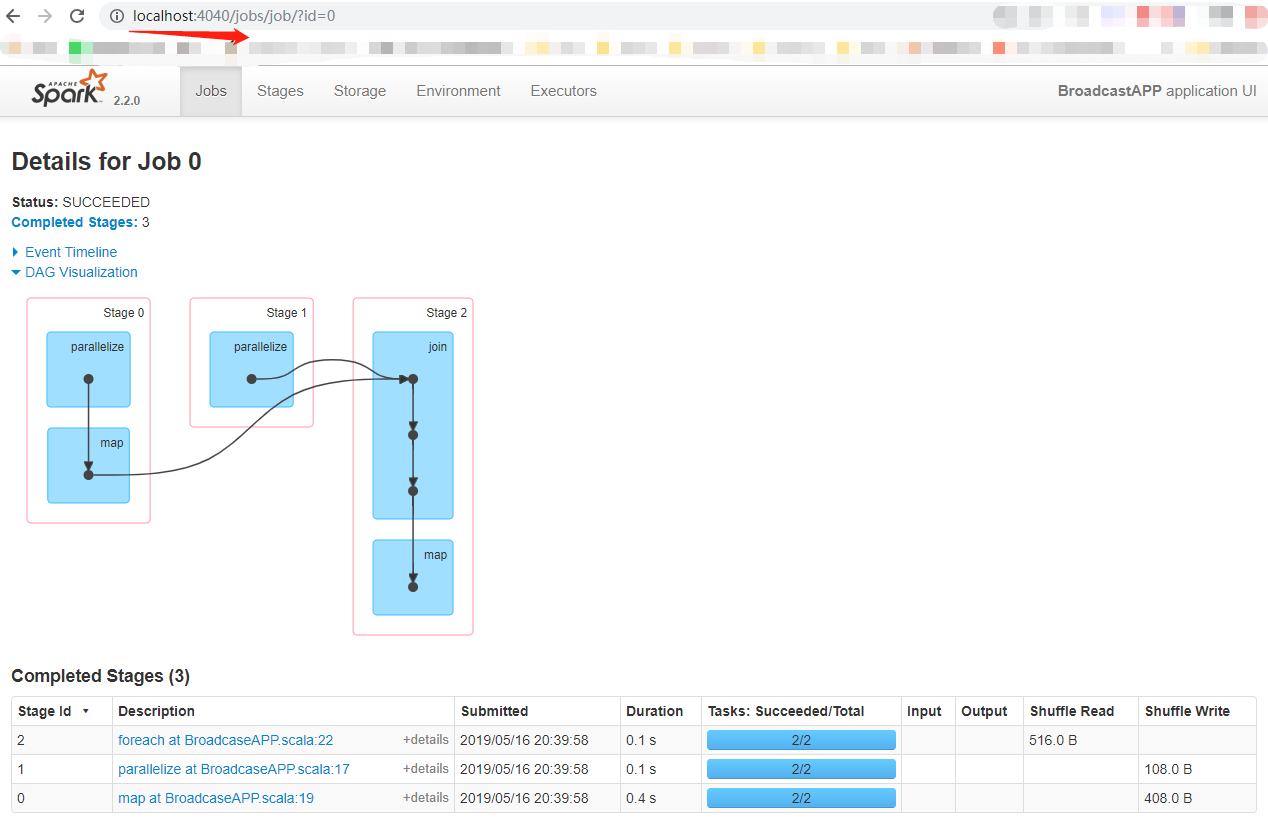 localhost:4040/jobs/job/?id=0
APACHE Spark 2.2.0 Jobs Stages Storage Environment Executors BroadcastAPP application UI
Details for Job 0
Status: SUCCEEDED
Completed Stages: 3
Event Timeline
DAG Visualization
Stage 0 Stage 1 Stage 2
parallelize parallelize join
map
map
Completed Stages (3)
Stage Id Description Submitted Duration Tasks: Succeeded/Total Input Output Shuffle Read Shuffle Write
2 foreach at BroadcaseAPP.scala:22 +details 2019/05/16 20:39:58 0.1 s 2/2 516.0 B
1 parallelize at BroadcaseAPP.scala:17 +details 2019/05/16 20:39:58 0.1 s 2/2 108.0 B
0 map at BroadcaseAPP.scala:19 +details 2019/05/16 20:39:58 0.4 s 2/2 408.0 B